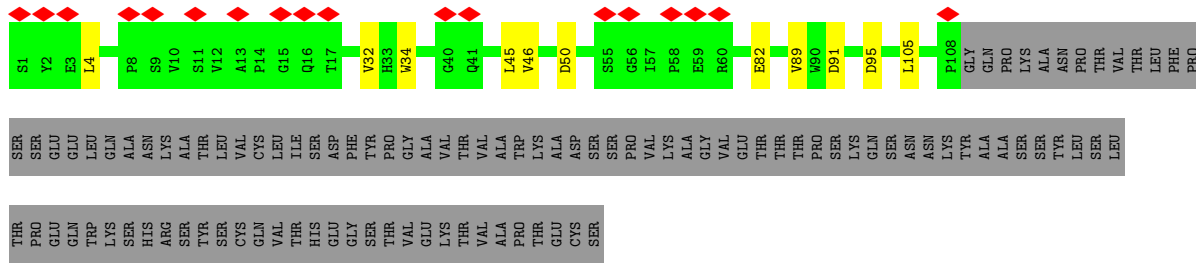 S1 Y2 E3 L4 P8 S9 V10 S11 V12 A13 P14 G15 Q16 T17 V32 H33 W34 G40 Q41 L45 V46 D50 S55 G56 I57 P58 E59 R60 E82 V89 W90 D91 D95 L105 P108 GLY GLN PRO LYS ALA ASN PRO THR VAL THR LEU PHE PRO PRO
SER SER GLU GLU LEU GLN ALA ASN LYS ALA THR LEU VAL CYS LEU ILE SER ASP PHE TYR PRO GLY ALA VAL THR VAL ALA TRP LYS ALA ASP SER SER PRO VAL LYS ALA GLY VAL GLU THR THR THR PRO SER LYS GLN SER ASN ASN LYS TYR ALA ALA SER SER TYR LEU SER LEU
THR PRO GLU GLN TRP LYS SER HIS ARG SER TYR SER CYS GLN VAL THR HIS GLU GLY SER THR VAL GLU LYS THR VAL ALA PRO THR GLU CYS SER